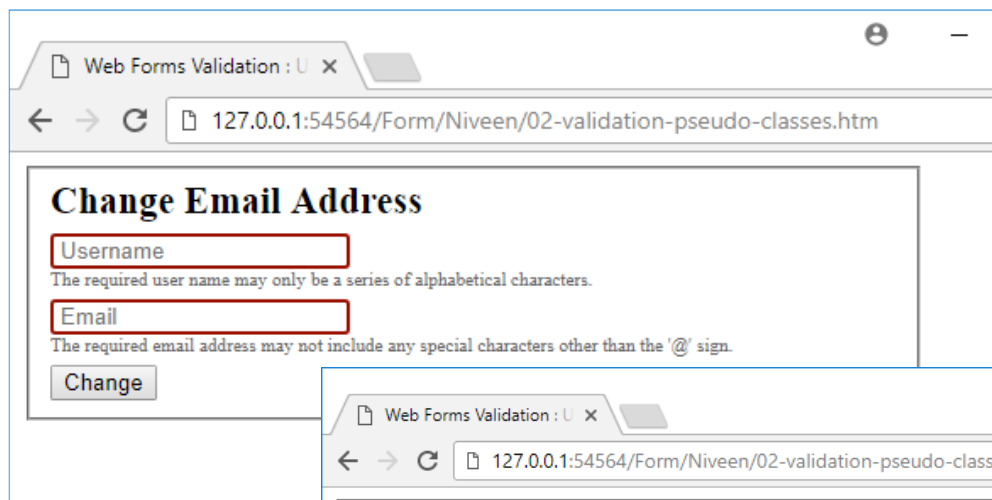 Web Forms Validation : U
127.0.0.1:54564/Form/Niveen/02-validation-pseudo-classes.htm
Change Email Address
Username
The required user name may only be a series of alphabetical characters.
Email
The required email address may not include any special characters other than the '@' sign.
Change
Web Forms Validation : U
127.0.0.1:54564/Form/Niveen/02-validation-pseudo-class